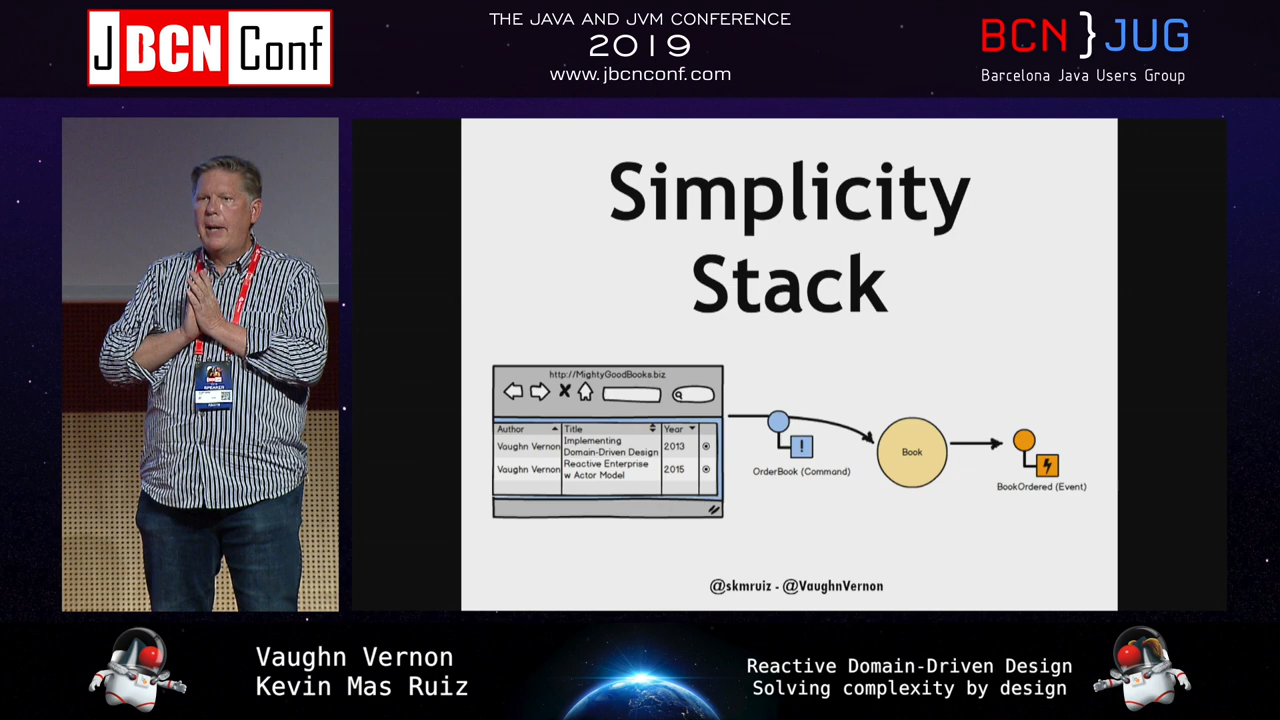 J BCN Conf
THE JAVA AND JVM CONFERENCE
2019
www.jbcnconf.com
BCN } JUG
Barcelona Java Users Group
Simplicity
Stack
http://MightyGoodBooks.biz
Author Title Year
Vaughn Vernon Implementing Domain-Driven Design 2013
Vaughn Vernon Reactive Enterprise w Actor Model 2015
OrderBook (Command)
Book
BookOrdered (Event)
@skmruiz - @VaughnVernon
SPEAKER
Vaughn Vernon
Kevin Mas Ruiz
Reactive Domain-Driven Design
Solving complexity by design